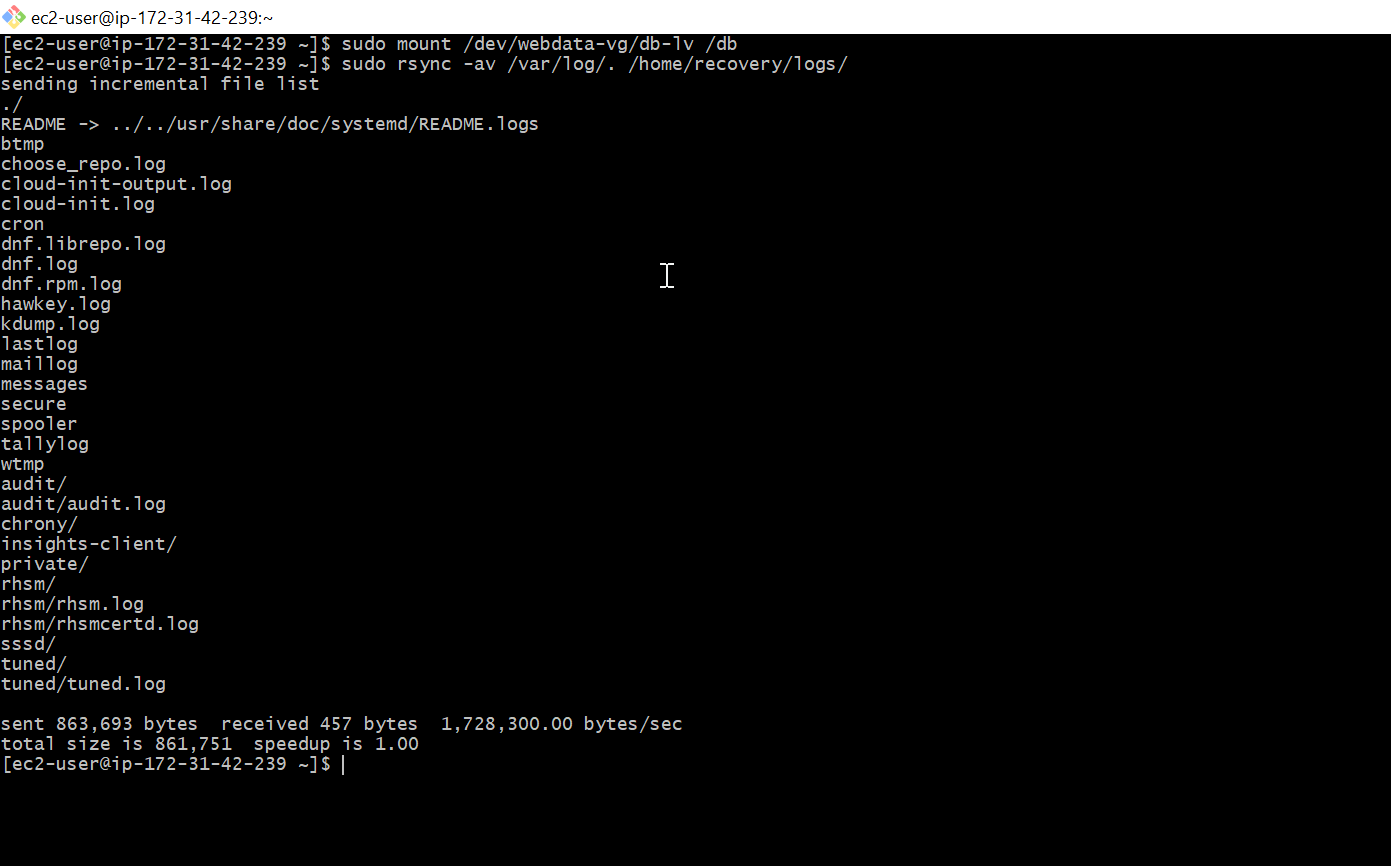 ec2-user@ip-172-31-42-239:~
[ec2-user@ip-172-31-42-239 ~]$ sudo mount /dev/webdata-vg/db-lv /db
[ec2-user@ip-172-31-42-239 ~]$ sudo rsync -av /var/log/. /home/recovery/logs/
sending incremental file list
./
README -> ../../usr/share/doc/systemd/README.logs
btmp
choose_repo.log
cloud-init-output.log
cloud-init.log
cron
dnf.librepo.log
dnf.log
dnf.rpm.log
hawkey.log
kdump.log
lastlog
maillog
messages
secure
spooler
tallylog
wtmp
audit/
audit/audit.log
chrony/
insights-client/
private/
rhsm/
rhsm/rhsm.log
rhsm/rhsmcertd.log
sssd/
tuned/
tuned/tuned.log
sent 863,693 bytes  received 457 bytes  1,728,300.00 bytes/sec
total size is 861,751  speedup is 1.00
[ec2-user@ip-172-31-42-239 ~]$